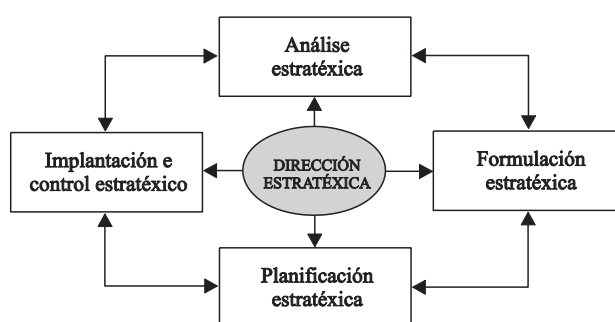 Análise
estratéxica
Implantación e
control estratéxico
DIRECCIÓN
ESTRATÉXICA
Formulación
estratéxica
Planificación
estratéxica